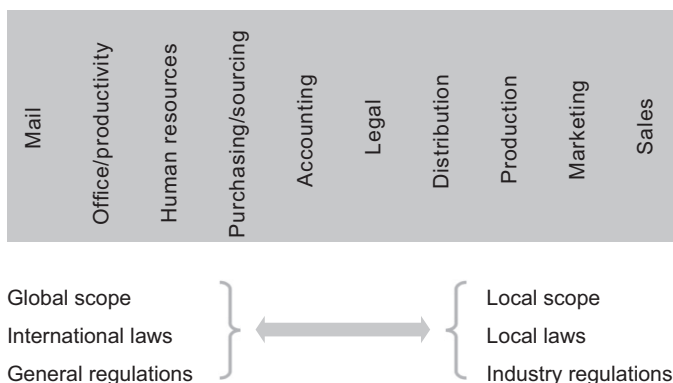 Mail
Office/productivity
Human resources
Purchasing/sourcing
Accounting
Legal
Distribution
Production
Marketing
Sales
Global scope
International laws
General regulations
Local scope
Local laws
Industry regulations